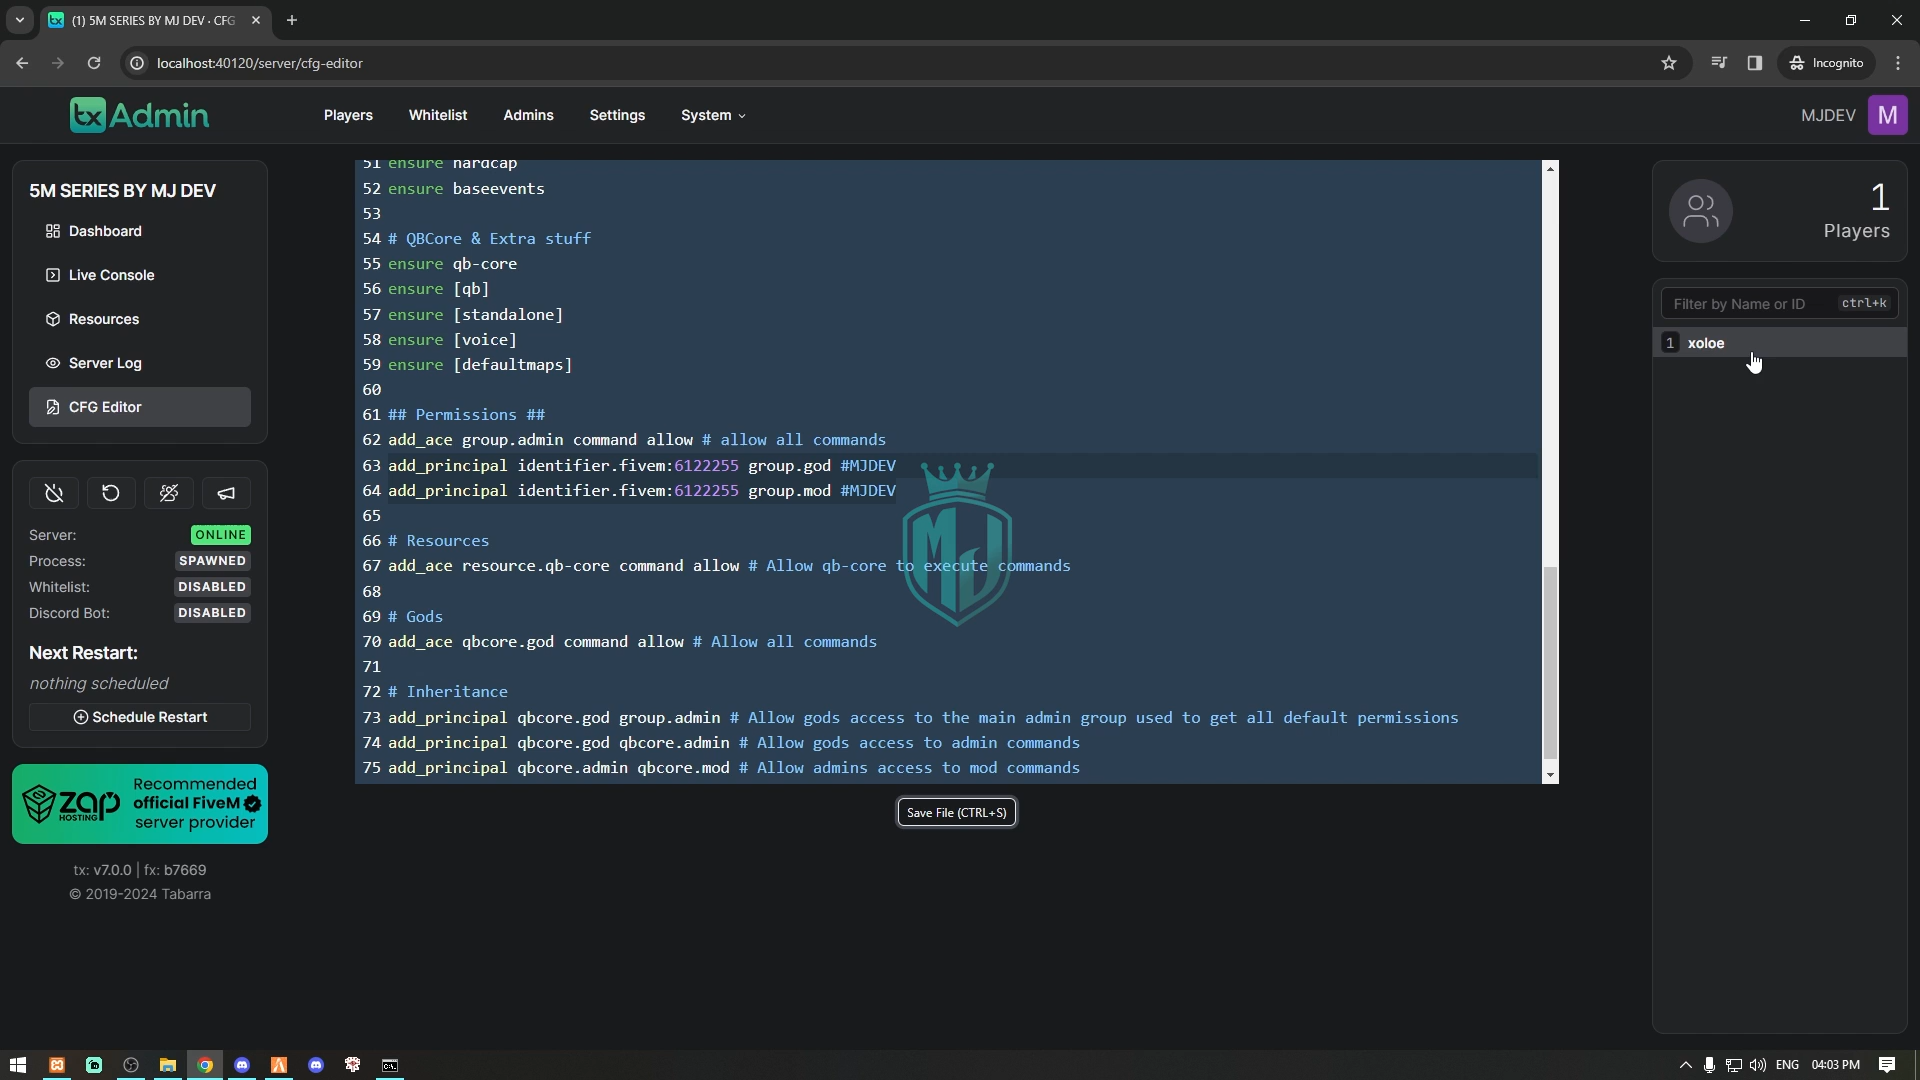 (1) 5M SERIES BY MJ DEV · CFG
localhost:40120/server/cfg-editor
Incognito
tx Admin
Players
Whitelist
Admins
Settings
System
MJDEV
M
5M SERIES BY MJ DEV
Dashboard
Live Console
Resources
Server Log
CFG Editor
Server: ONLINE
Process: SPAWNED
Whitelist: DISABLED
Discord Bot: DISABLED
Next Restart:
nothing scheduled
Schedule Restart
ZAP HOSTING
Recommended
official FiveM
server provider
tx: v7.0.0 | fx: b7669
© 2019-2024 Tabarra
51 ensure hardcap
52 ensure baseevents
53
54 # QBCore & Extra stuff
55 ensure qb-core
56 ensure [qb]
57 ensure [standalone]
58 ensure [voice]
59 ensure [defaultmaps]
60
61 ## Permissions ##
62 add_ace group.admin command allow # allow all commands
63 add_principal identifier.fivem:6122255 group.god #MJDEV
64 add_principal identifier.fivem:6122255 group.mod #MJDEV
65
66 # Resources
67 add_ace resource.qb-core command allow # Allow qb-core to execute commands
68
69 # Gods
70 add_ace qbcore.god command allow # Allow all commands
71
72 # Inheritance
73 add_principal qbcore.god group.admin # Allow gods access to the main admin group used to get all default permissions
74 add_principal qbcore.god qbcore.admin # Allow gods access to admin commands
75 add_principal qbcore.admin qbcore.mod # Allow admins access to mod commands
MJ
Save File (CTRL+S)
1
Players
Filter by Name or ID ctrl+k
1 xoloe
ENG 04:03 PM